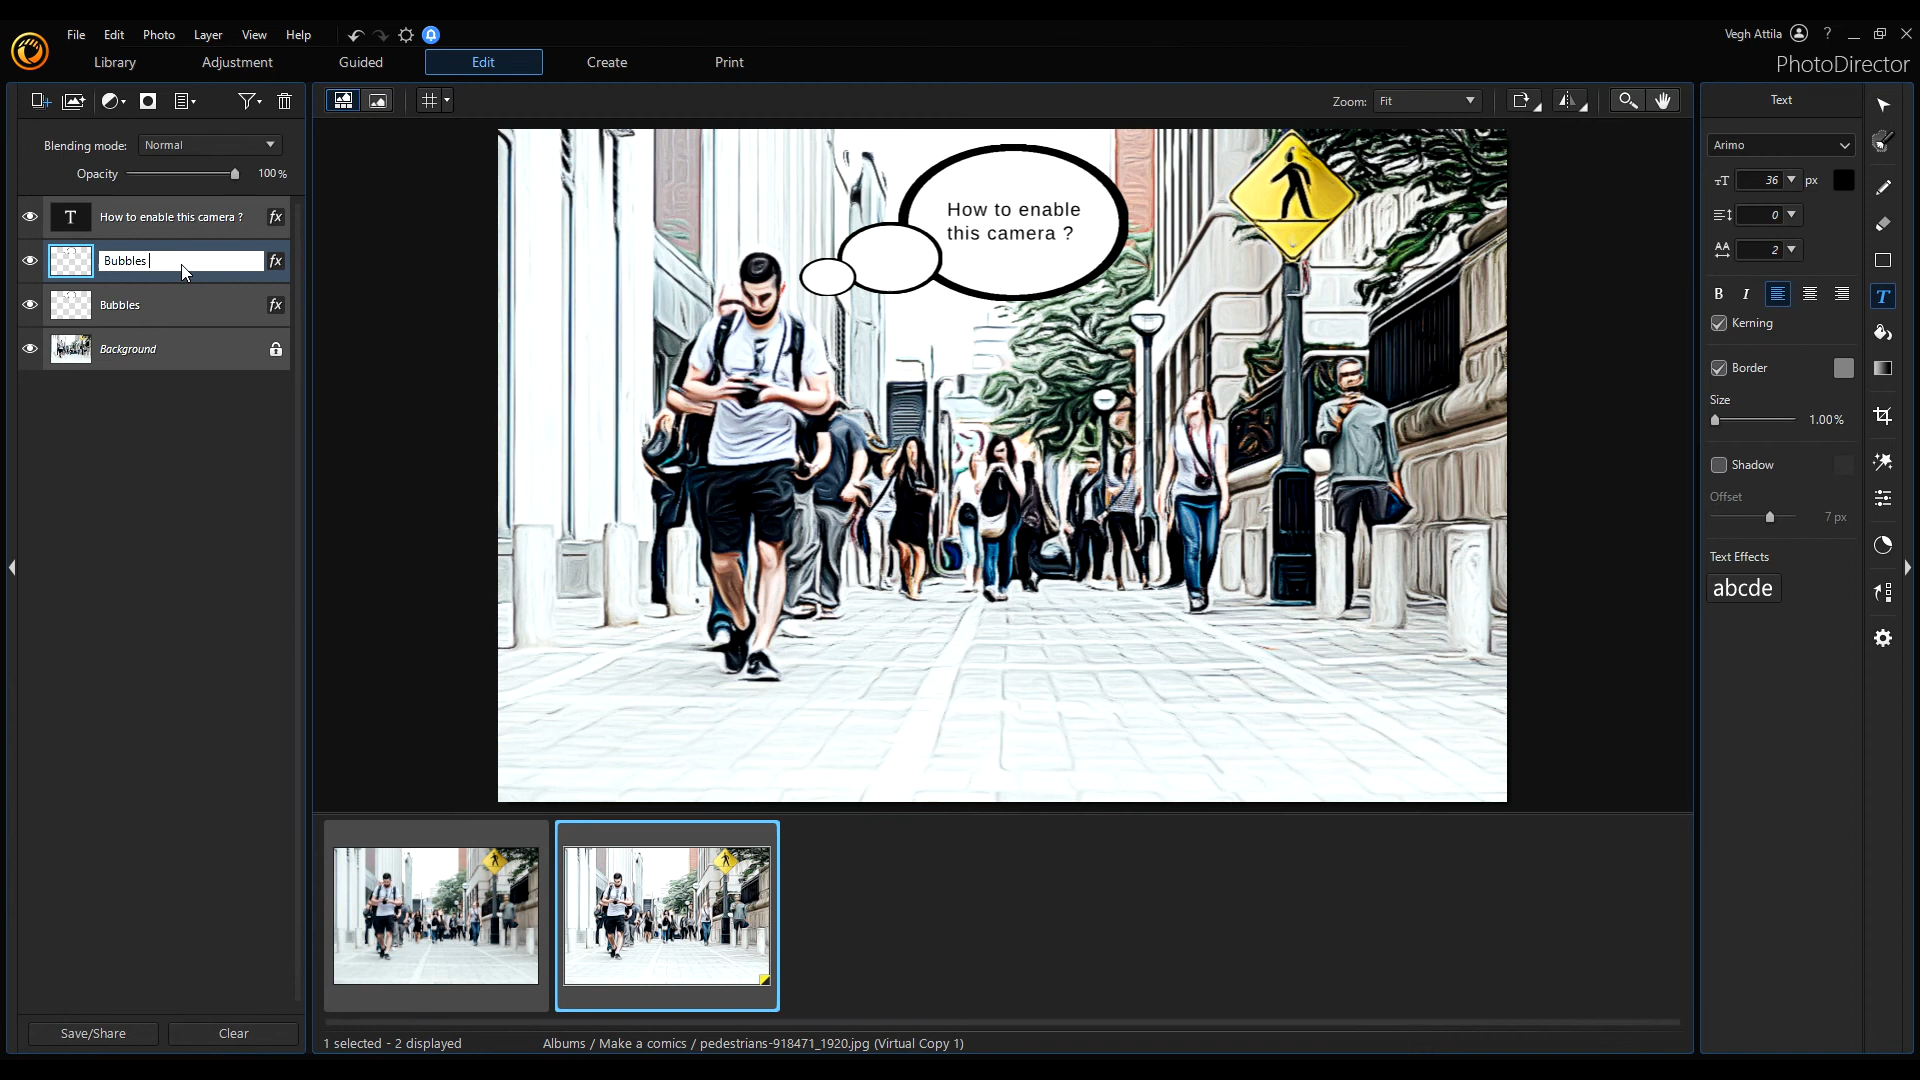 File Edit Photo Layer View Help
Vegh Attila ?
Library Adjustment Guided Edit Create Print
PhotoDirector
Zoom: Fit
Text
Blending mode: Normal
Opacity 100 %
T How to enable this camera ? fx
Bubbles fx
Bubbles fx
Background
How to enable
this camera ?
Arimo
TT 36 px
0
AA 2
B I
Kerning
Border
Size
1.00%
Shadow
Offset
7 px
Text Effects
abcde
T
Save/Share Clear
1 selected - 2 displayed Albums / Make a comics / pedestrians-918471_1920.jpg (Virtual Copy 1)